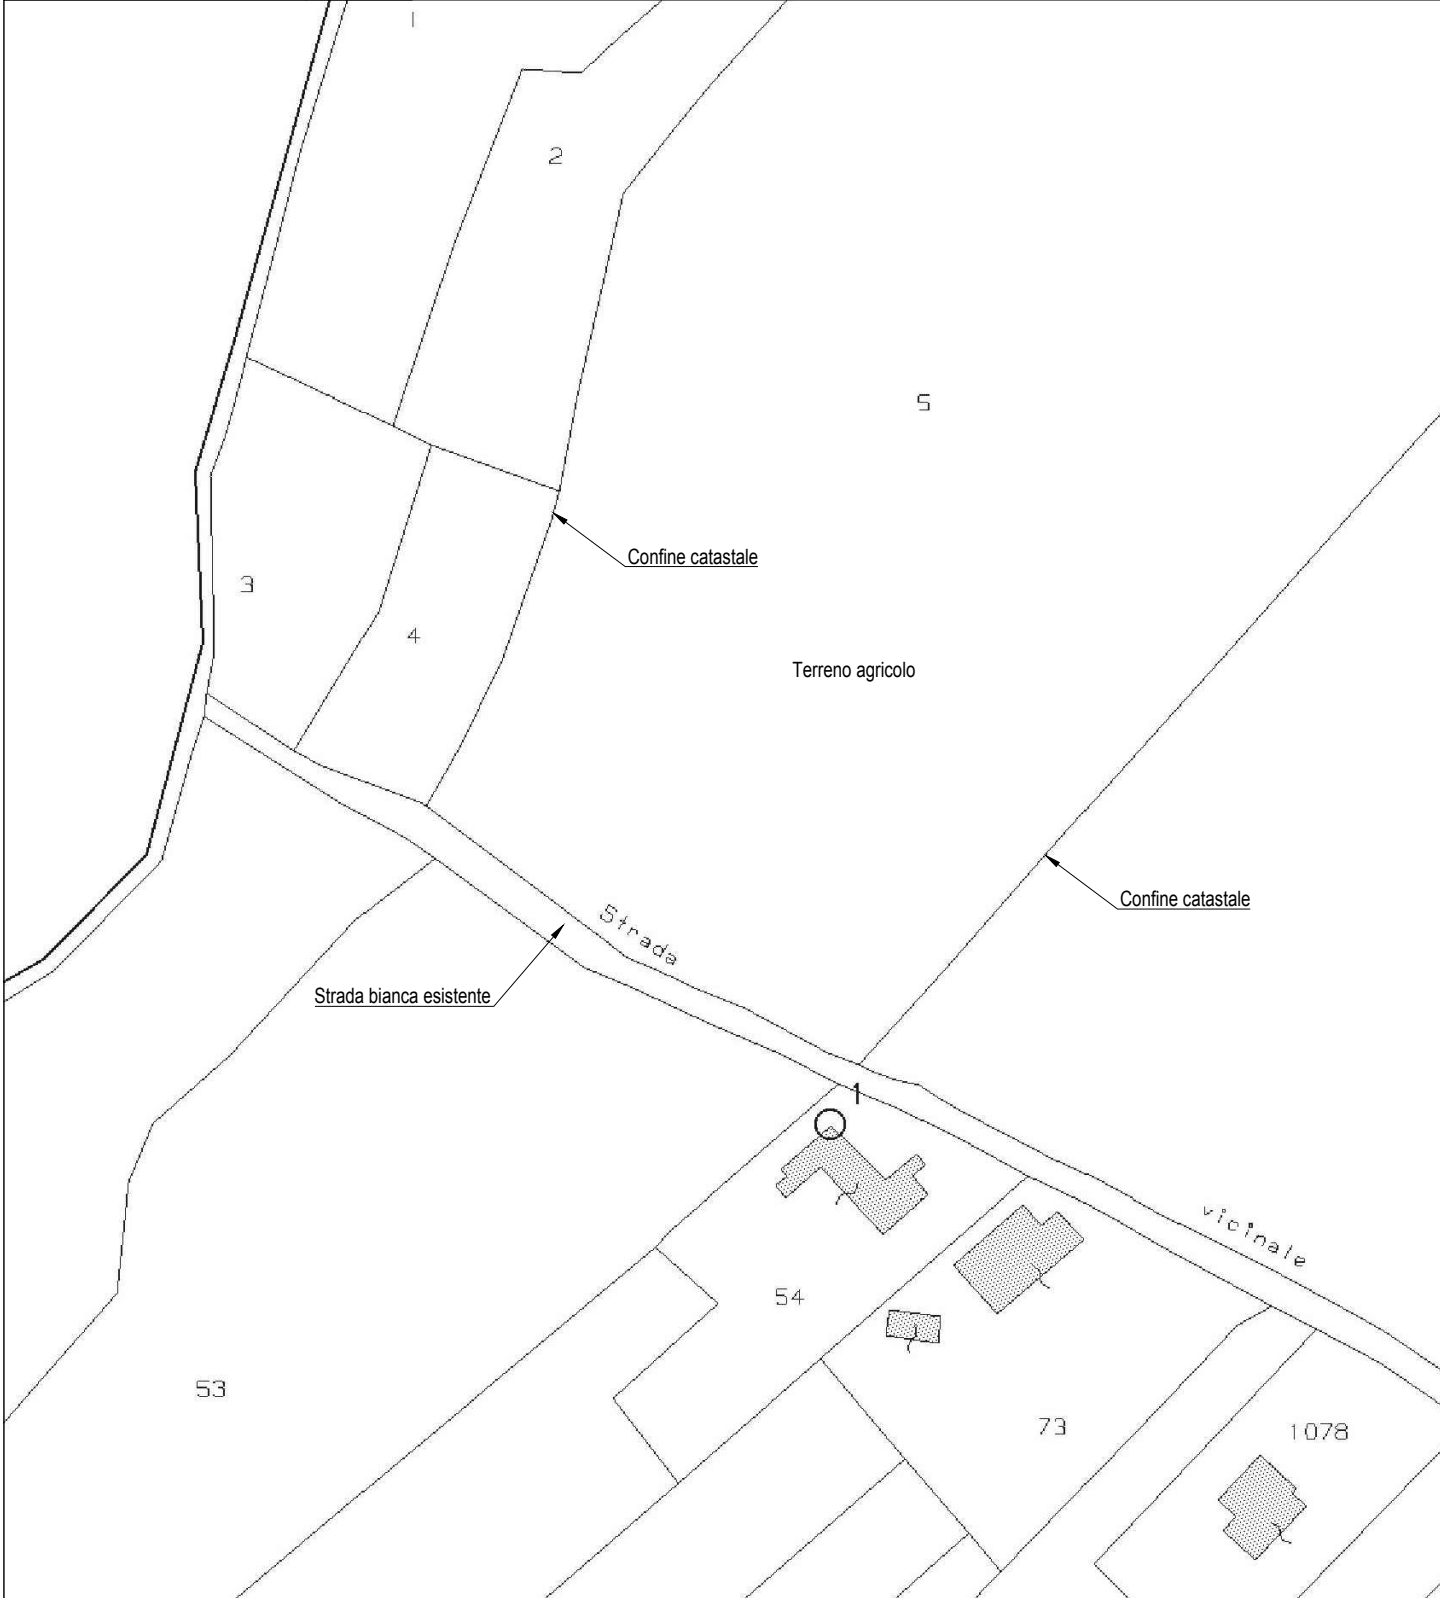 1
2
5
Confine catastale
3
4
Terreno agricolo
Confine catastale
Strada
Strada bianca esistente
1
vicinale
54
53
73
1078